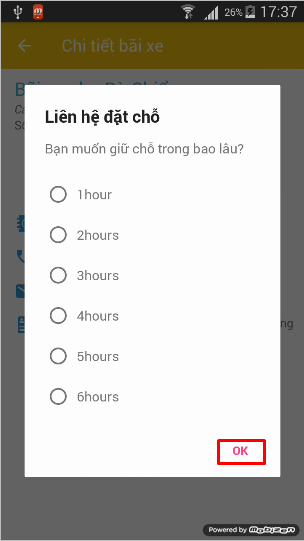 26% 17:37
Chi tiết bãi xe
Liên hệ đặt chỗ
Bạn muốn giữ chỗ trong bao lâu?
1hour
2hours
3hours
4hours
5hours
6hours
OK
Powered by Mobizen